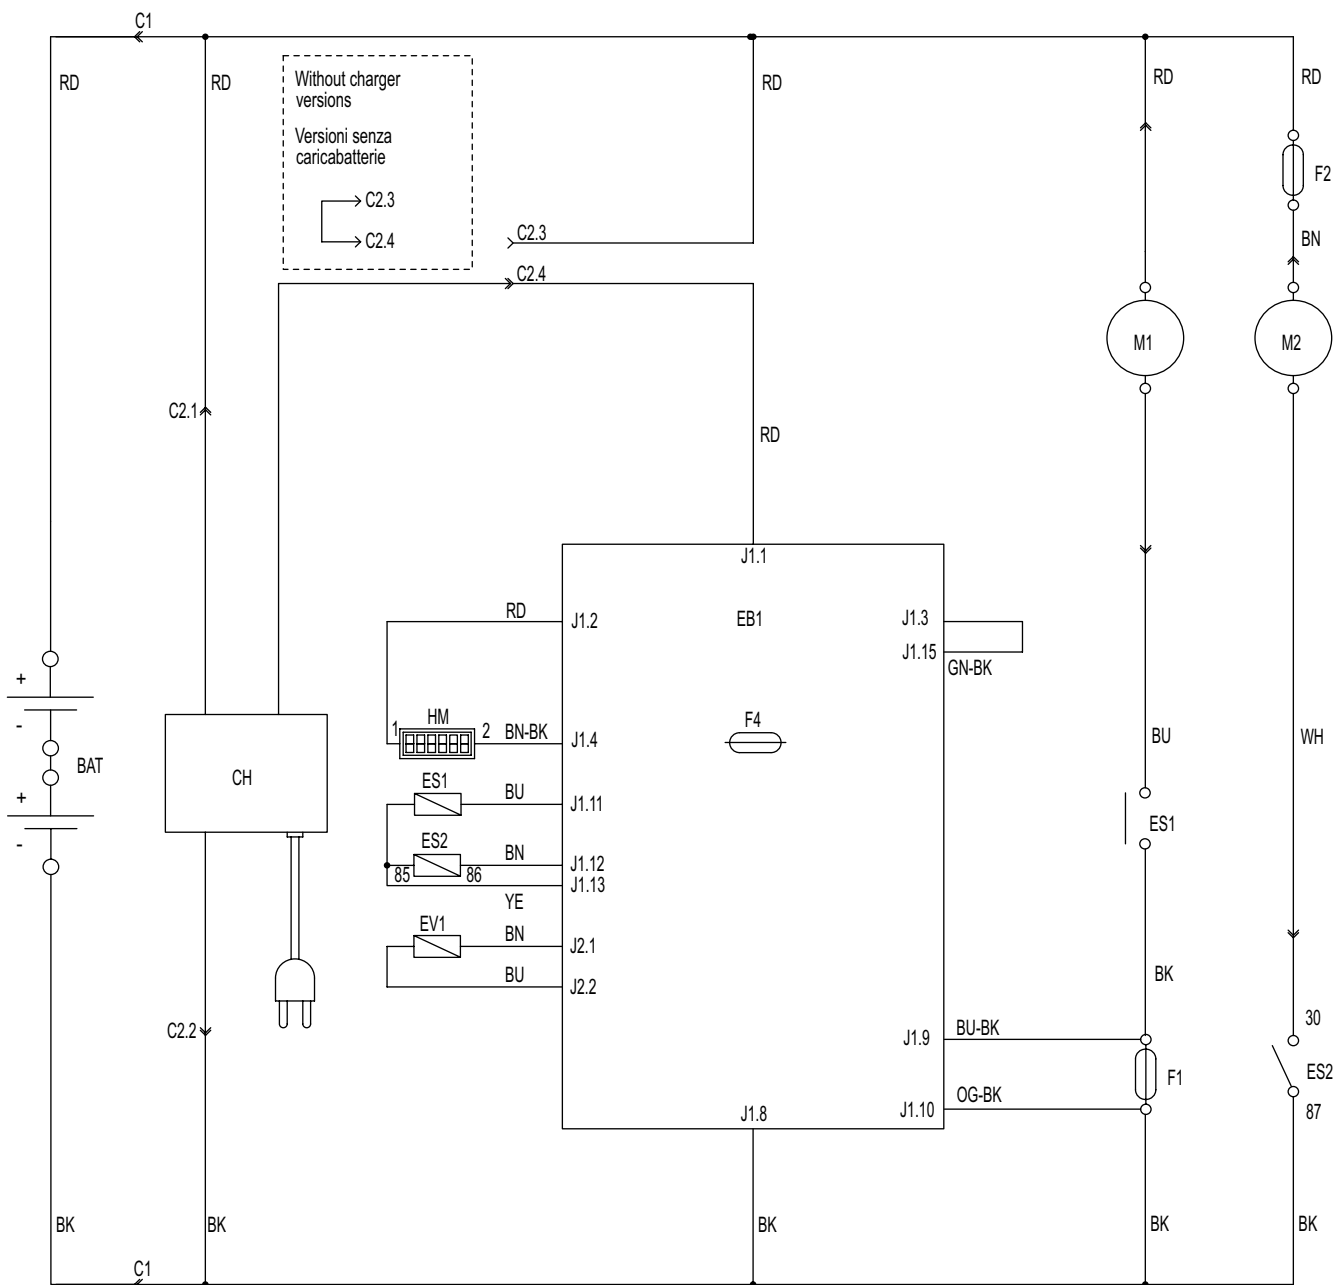 C1
RD
RD
RD
RD
RD
Without charger
versions
Versioni senza
caricabatterie
C2.3
C2.4
C2.3
C2.4
F2
BN
M1
M2
C2.1
RD
J1.1
EB1
RD
J1.2
J1.3
J1.15
GN-BK
+
-
BAT
+
-
CH
HM
1
2
BN-BK
J1.4
F4
BU
WH
ES1
BU
J1.11
ES2
BN
J1.12
85
86
J1.13
YE
EV1
BN
J2.1
BU
J2.2
ES1
BK
C2.2
J1.9
BU-BK
30
F1
ES2
J1.10
OG-BK
87
J1.8
BK
BK
BK
BK
BK
C1